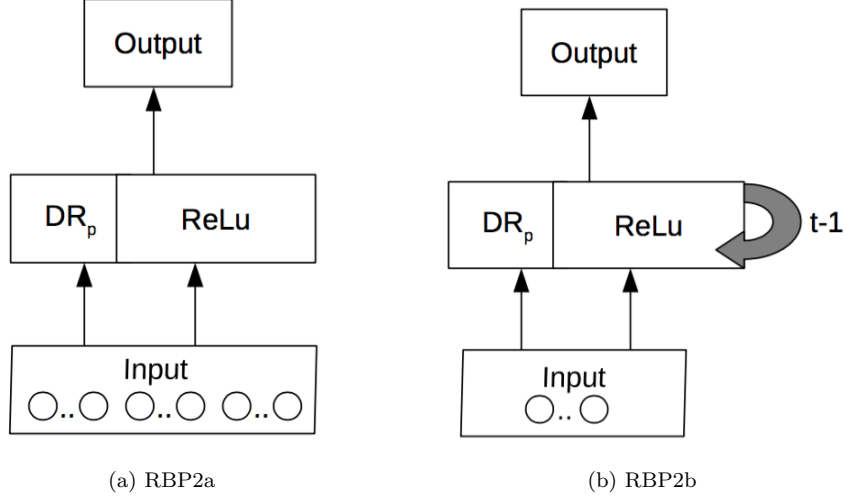 Output
DRp
ReLu
Input
.. .. ..
(a) RBP2a
Output
DRp
ReLu
t-1
Input
..
(b) RBP2b